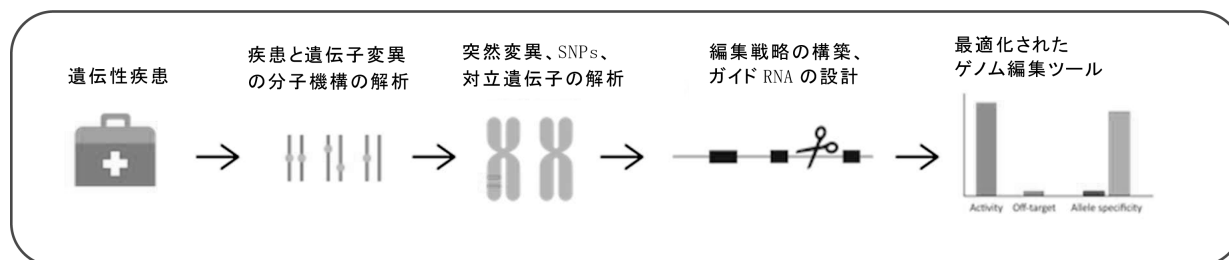 遺伝性疾患
疾患と遺伝子変異
の分子機構の解析
突然変異、SNPs、
対立遺伝子の解析
編集戦略の構築、
ガイド RNA の設計
最適化された
ゲノム編集ツール
Activity Off-target Allele specificity